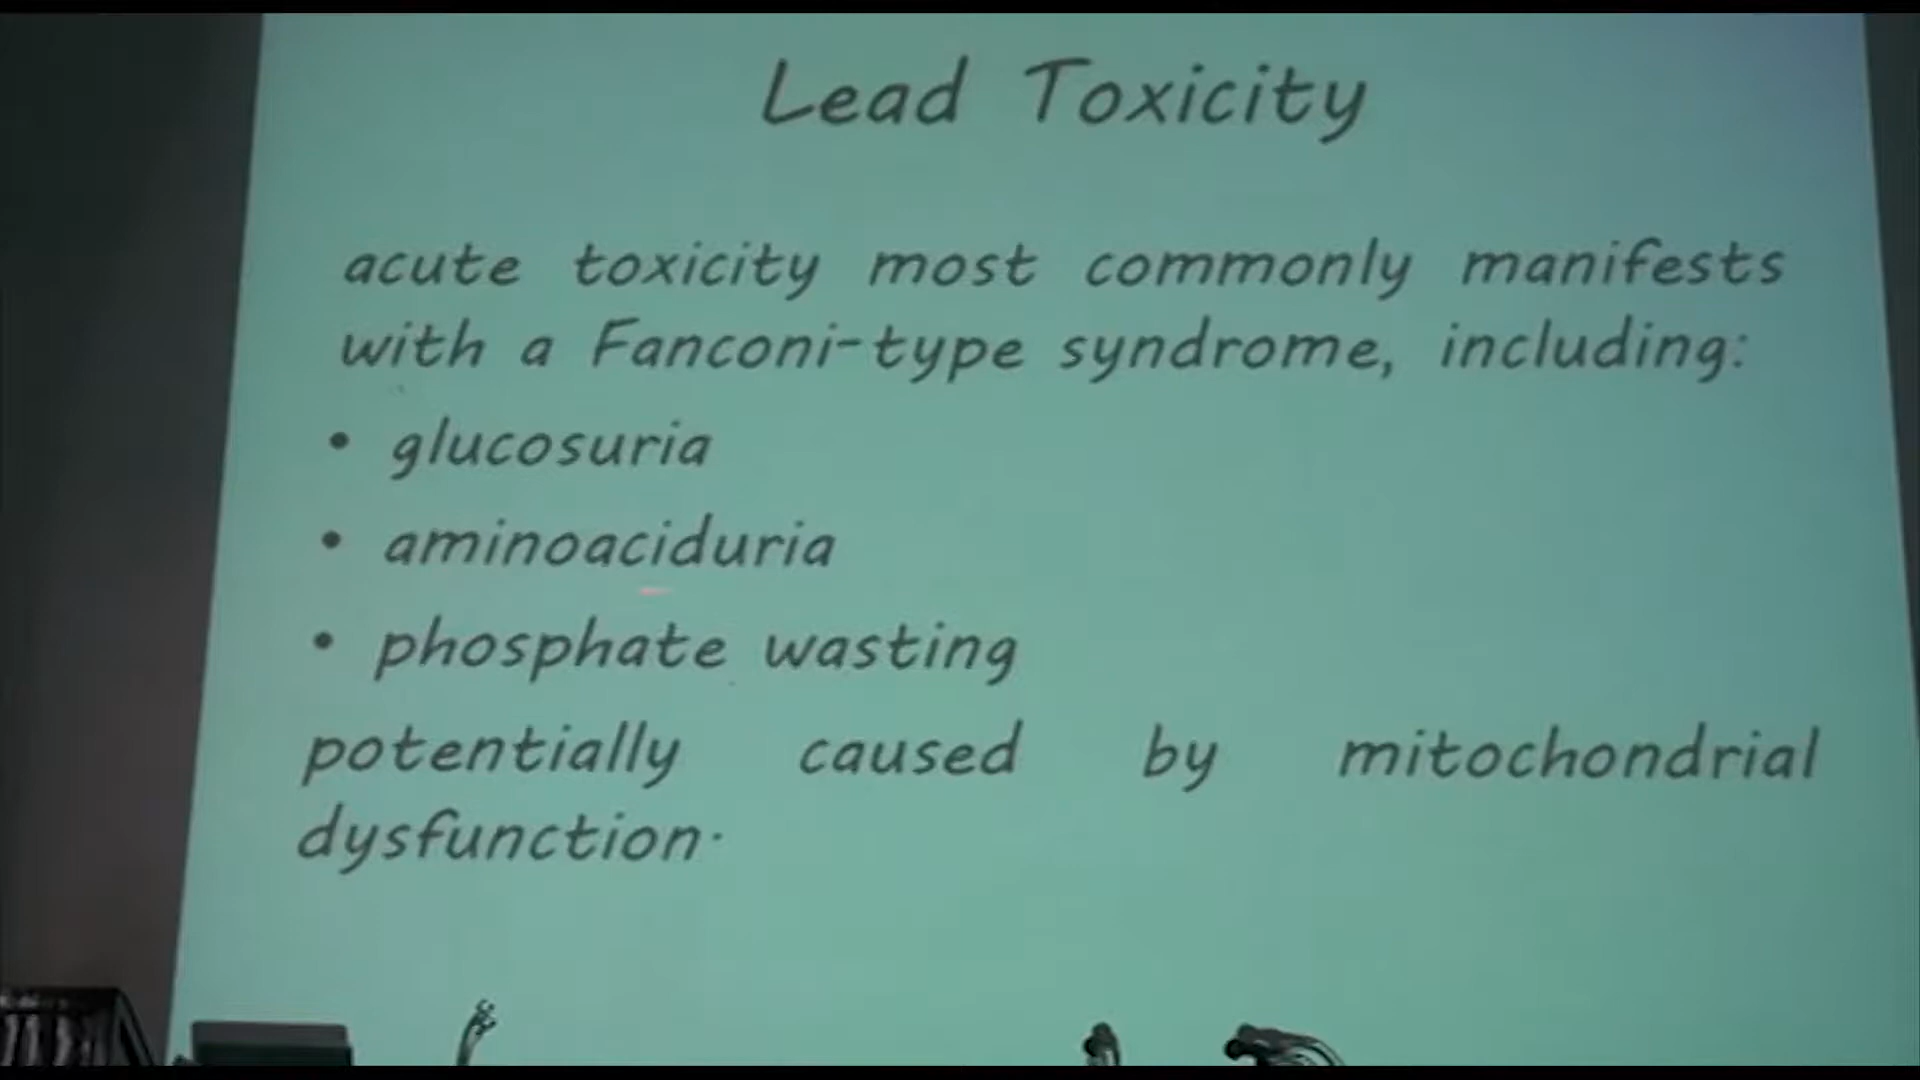 Lead Toxicity
acute toxicity most commonly manifests
with a Fanconi-type syndrome, including:
• glucosuria
• aminoaciduria
• phosphate wasting
potentially caused by mitochondrial
dysfunction.